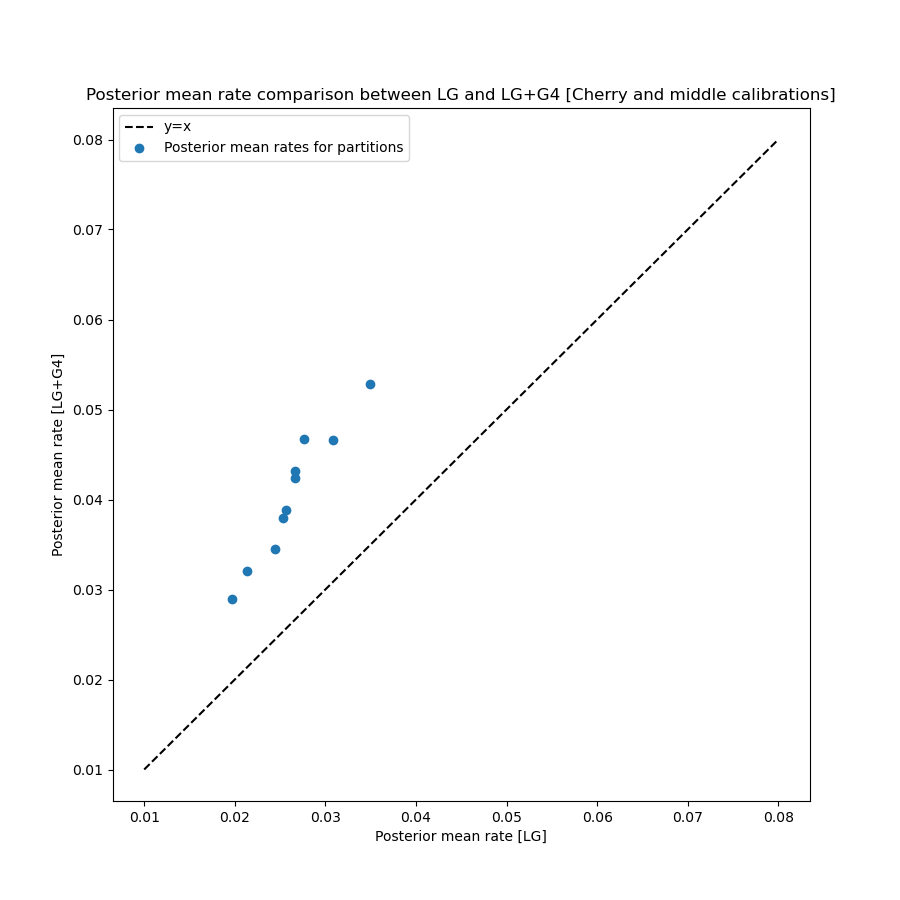 Posterior mean rate comparison between LG and LG+G4 [Cherry and middle calibrations]
y=x
Posterior mean rates for partitions
0.08
0.07
0.06
0.05
0.04
0.03
0.02
0.01
Posterior mean rate [LG+G4]
0.01 0.02 0.03 0.04 0.05 0.06 0.07 0.08
Posterior mean rate [LG]